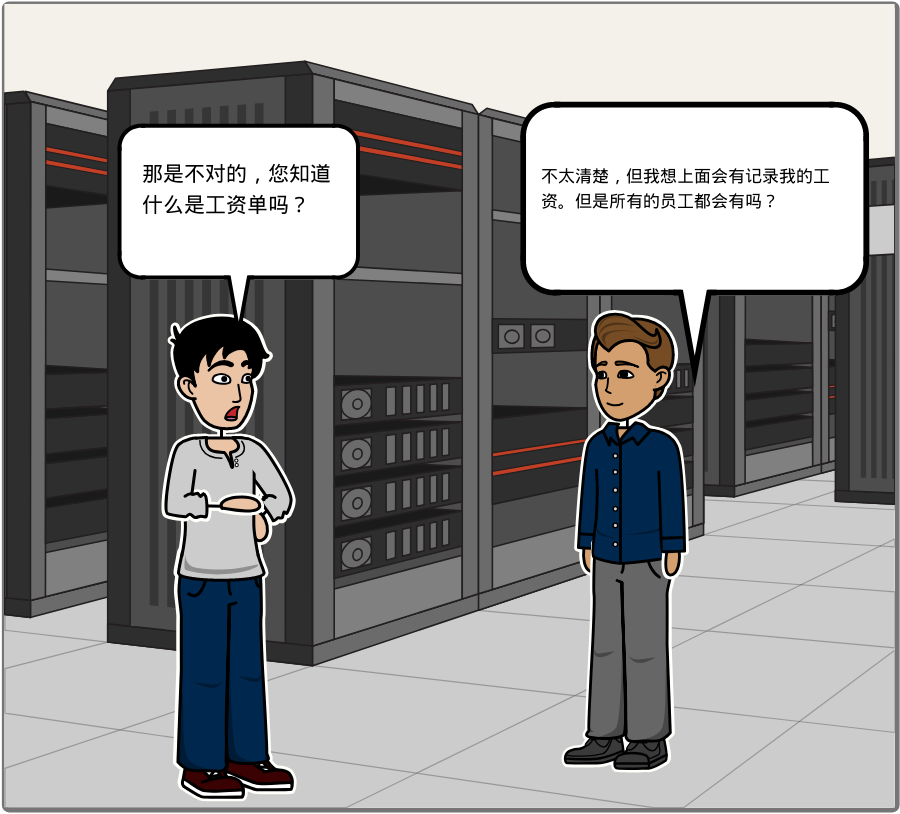 那是不对的，您知道
什么是工资单吗？
不太清楚，但我想上面会有记录我的工
资。但是所有的员工都会有吗？